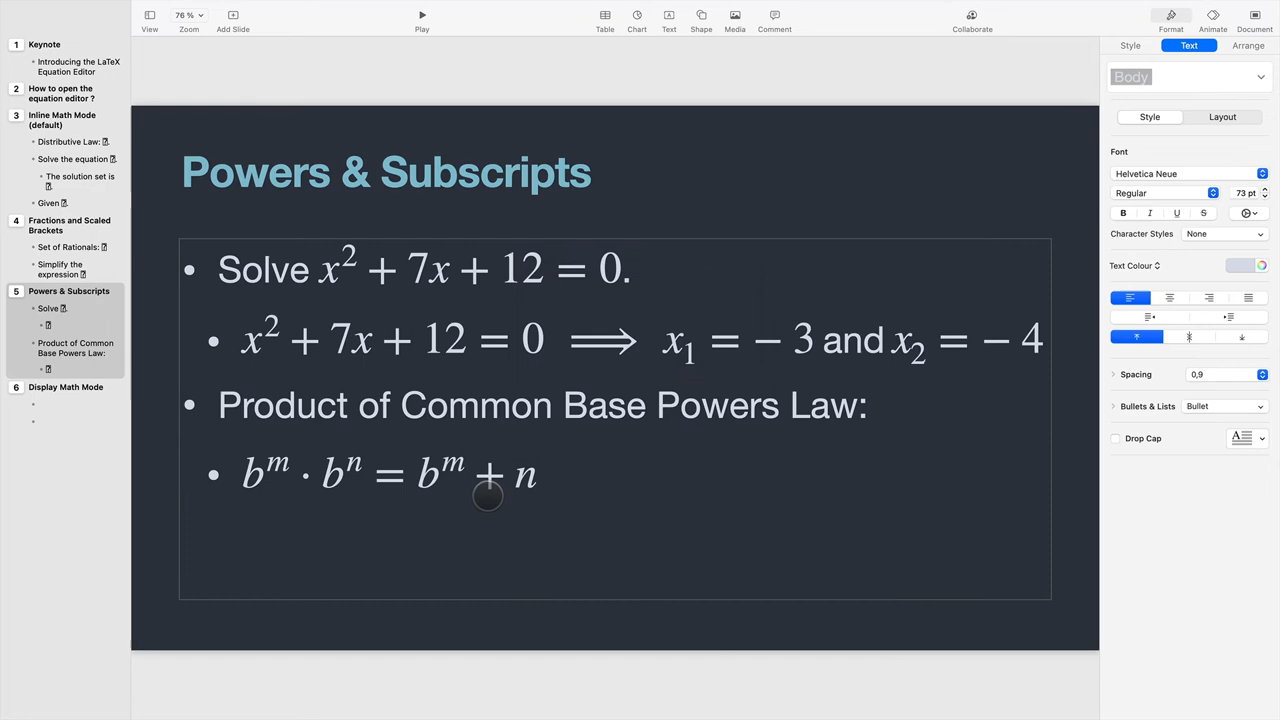 View
76 %
Zoom
Add Slide
Play
Table
Chart
Text
Shape
Media
Comment
Collaborate
Format
Animate
Document
1 Keynote
• Introducing the LaTeX
Equation Editor
2 How to open the
equation editor ?
3 Inline Math Mode
(default)
• Distributive Law: ⍰.
• Solve the equation ⍰.
• The solution set is
⍰.
• Given ⍰.
4 Fractions and Scaled
Brackets
• Set of Rationals: ⍰
• Simplify the
expression ⍰
5 Powers & Subscripts
• Solve ⍰.
• ⍰
• Product of Common
Base Powers Law:
• ⍰
6 Display Math Mode
•
•
Powers & Subscripts
• Solve x² + 7x + 12 = 0.
• x² + 7x + 12 = 0 ⟹ x₁ = − 3 and x₂ = − 4
• Product of Common Base Powers Law:
• bᵐ · bⁿ = bᵐ + n
Style
Text
Arrange
Body
Style
Layout
Font
Helvetica Neue
Regular
73 pt
B I U S
Character Styles
None
Text Colour
Spacing
0,9
Bullets & Lists
Bullet
Drop Cap
A